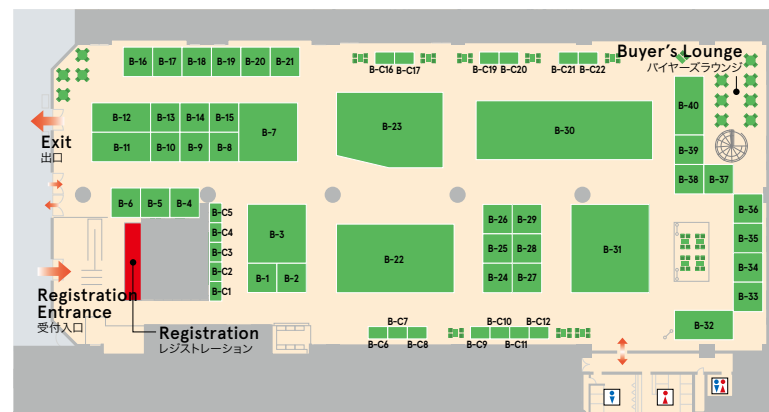 B-16 B-17 B-18 B-19 B-20 B-21
B-C16 B-C17
B-C19 B-C20
B-C21 B-C22
Buyer's Lounge
バイヤーズラウンジ
B-12 B-13 B-14 B-15
B-7
B-11 B-10 B-9 B-8
B-23
B-30
B-40
B-39
B-38 B-37
Exit
出口
B-6 B-5 B-4
B-C5
B-C4
B-C3
B-C2
B-C1
B-3
B-1 B-2
B-22
B-26 B-29
B-25 B-28
B-24 B-27
B-31
B-36
B-35
B-34
B-33
B-32
Registration
Entrance
受付入口
Registration
レジストレーション
B-C7
B-C6 B-C8
B-C10 B-C12
B-C9 B-C11